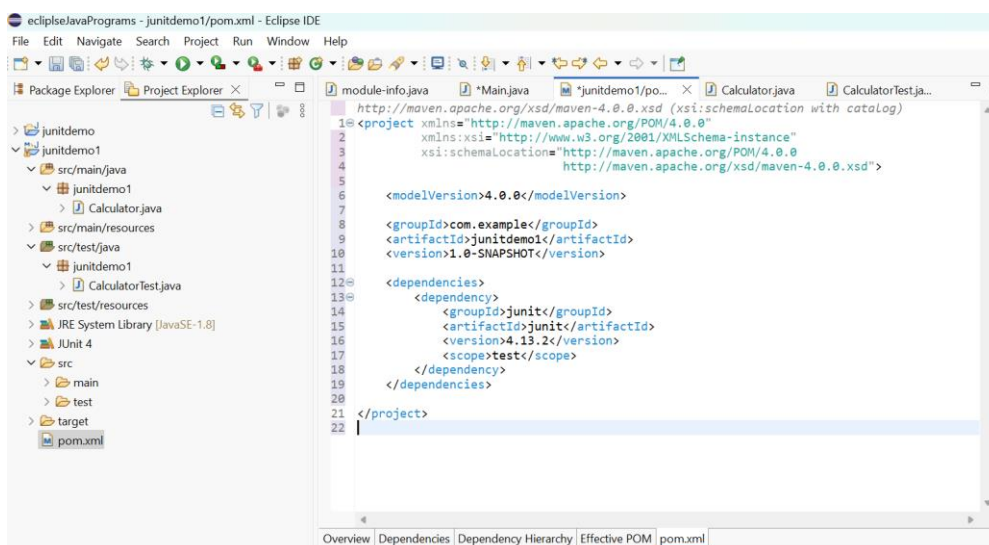 ecliplseJavaPrograms - junitdemo1/pom.xml - Eclipse IDE
File Edit Navigate Search Project Run Window Help
Package Explorer Project Explorer
junitdemo
junitdemo1
src/main/java
junitdemo1
Calculator.java
src/main/resources
src/test/java
junitdemo1
CalculatorTest.java
src/test/resources
JRE System Library [JavaSE-1.8]
JUnit 4
src
main
test
target
pom.xml
module-info.java *Main.java *junitdemo1/po... Calculator.java CalculatorTest.ja...
http://maven.apache.org/xsd/maven-4.0.0.xsd (xsi:schemaLocation with catalog)
1 <project xmlns="http://maven.apache.org/POM/4.0.0"
2 xmlns:xsi="http://www.w3.org/2001/XMLSchema-instance"
3 xsi:schemaLocation="http://maven.apache.org/POM/4.0.0
4 http://maven.apache.org/xsd/maven-4.0.0.xsd">
5
6 <modelVersion>4.0.0</modelVersion>
7
8 <groupId>com.example</groupId>
9 <artifactId>junitdemo1</artifactId>
10 <version>1.0-SNAPSHOT</version>
11
12 <dependencies>
13 <dependency>
14 <groupId>junit</groupId>
15 <artifactId>junit</artifactId>
16 <version>4.13.2</version>
17 <scope>test</scope>
18 </dependency>
19 </dependencies>
20
21 </project>
22
Overview Dependencies Dependency Hierarchy Effective POM pom.xml